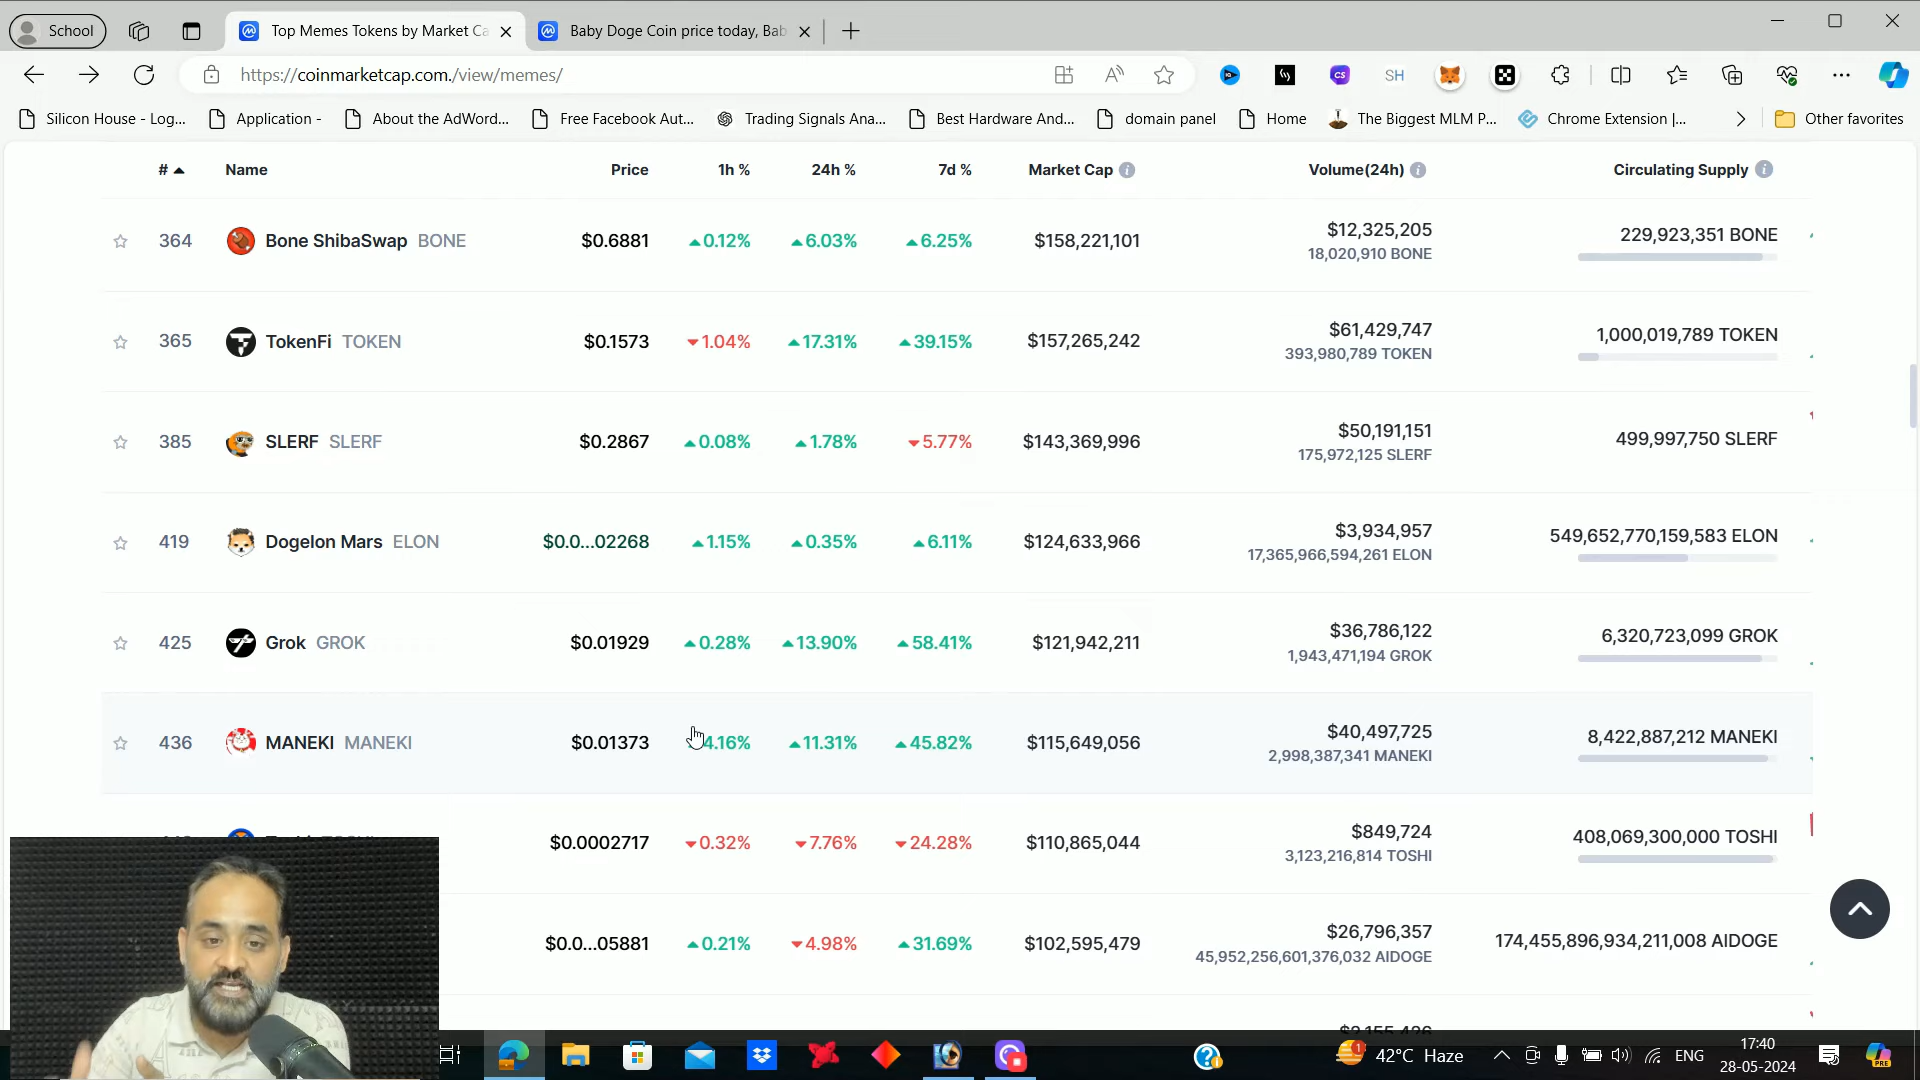 School
Top Memes Tokens by Market Ca
Baby Doge Coin price today, Bab
https://coinmarketcap.com./view/memes/
SH
Silicon House - Log...
Application -
About the AdWord...
Free Facebook Aut...
Trading Signals Ana...
Best Hardware And...
domain panel
Home
The Biggest MLM P...
Chrome Extension |...
Other favorites
# Name Price 1h % 24h % 7d % Market Cap Volume(24h) Circulating Supply
364 Bone ShibaSwap BONE $0.6881 0.12% 6.03% 6.25% $158,221,101 $12,325,205 229,923,351 BONE
18,020,910 BONE
365 TokenFi TOKEN $0.1573 1.04% 17.31% 39.15% $157,265,242 $61,429,747 1,000,019,789 TOKEN
393,980,789 TOKEN
385 SLERF SLERF $0.2867 0.08% 1.78% 5.77% $143,369,996 $50,191,151 499,997,750 SLERF
175,972,125 SLERF
419 Dogelon Mars ELON $0.0...02268 1.15% 0.35% 6.11% $124,633,966 $3,934,957 549,652,770,159,583 ELON
17,365,966,594,261 ELON
425 Grok GROK $0.01929 0.28% 13.90% 58.41% $121,942,211 $36,786,122 6,320,723,099 GROK
1,943,471,194 GROK
436 MANEKI MANEKI $0.01373 4.16% 11.31% 45.82% $115,649,056 $40,497,725 8,422,887,212 MANEKI
2,998,387,341 MANEKI
$0.0002717 0.32% 7.76% 24.28% $110,865,044 $849,724 408,069,300,000 TOSHI
3,123,216,814 TOSHI
$0.0...05881 0.21% 4.98% 31.69% $102,595,479 $26,796,357 174,455,896,934,211,008 AIDOGE
45,952,256,601,376,032 AIDOGE
42°C Haze
ENG
17:40
28-05-2024